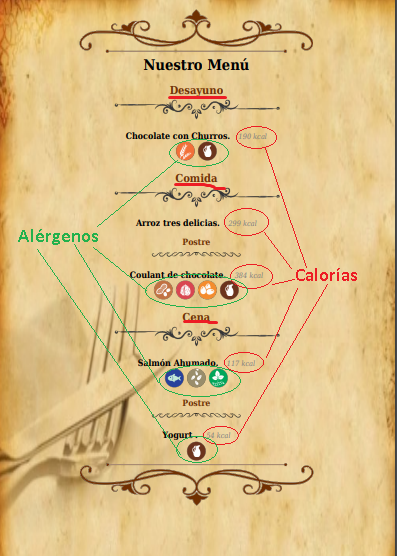 Nuestro Menú
Desayuno
Chocolate con Churros. 190 kcal
Comida
Arroz tres delicias. 299 kcal
Postre
Alérgenos
Coulant de chocolate. 384 kcal
Calorías
Cena
Salmón Ahumado. 117 kcal
Postre
Yogurt . 54 kcal